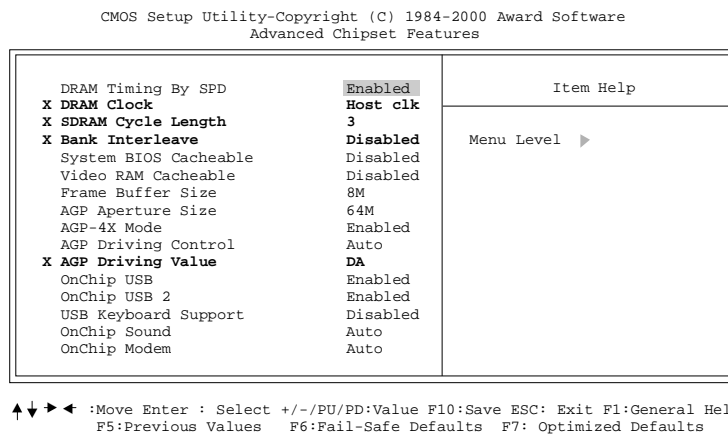 CMOS Setup Utility-Copyright (C) 1984-2000 Award Software
Advanced Chipset Features
DRAM Timing By SPD Enabled
X DRAM Clock Host clk
X SDRAM Cycle Length 3
X Bank Interleave Disabled
System BIOS Cacheable Disabled
Video RAM Cacheable Disabled
Frame Buffer Size 8M
AGP Aperture Size 64M
AGP-4X Mode Enabled
AGP Driving Control Auto
X AGP Driving Value DA
OnChip USB Enabled
OnChip USB 2 Enabled
USB Keyboard Support Disabled
OnChip Sound Auto
OnChip Modem Auto
Item Help
Menu Level
:Move Enter : Select +/-/PU/PD:Value F10:Save ESC: Exit F1:General Hel
F5:Previous Values F6:Fail-Safe Defaults F7: Optimized Defaults